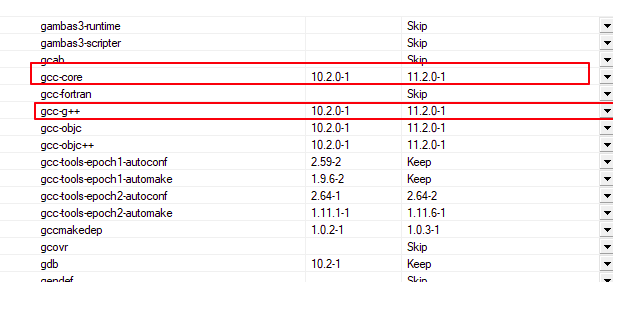 gambas3-runtime Skip
gambas3-scripter Skip
gcab Skip
gcc-core 10.2.0-1 11.2.0-1
gcc-fortran Skip
gcc-g++ 10.2.0-1 11.2.0-1
gcc-objc 10.2.0-1 11.2.0-1
gcc-objc++ 10.2.0-1 11.2.0-1
gcc-tools-epoch1-autoconf 2.59-2 Keep
gcc-tools-epoch1-automake 1.9.6-2 Keep
gcc-tools-epoch2-autoconf 2.64-1 2.64-2
gcc-tools-epoch2-automake 1.11.1-1 1.11.6-1
gccmakedep 1.0.2-1 1.0.3-1
gcovr Skip
gdb 10.2-1 Keep
gendef Skip